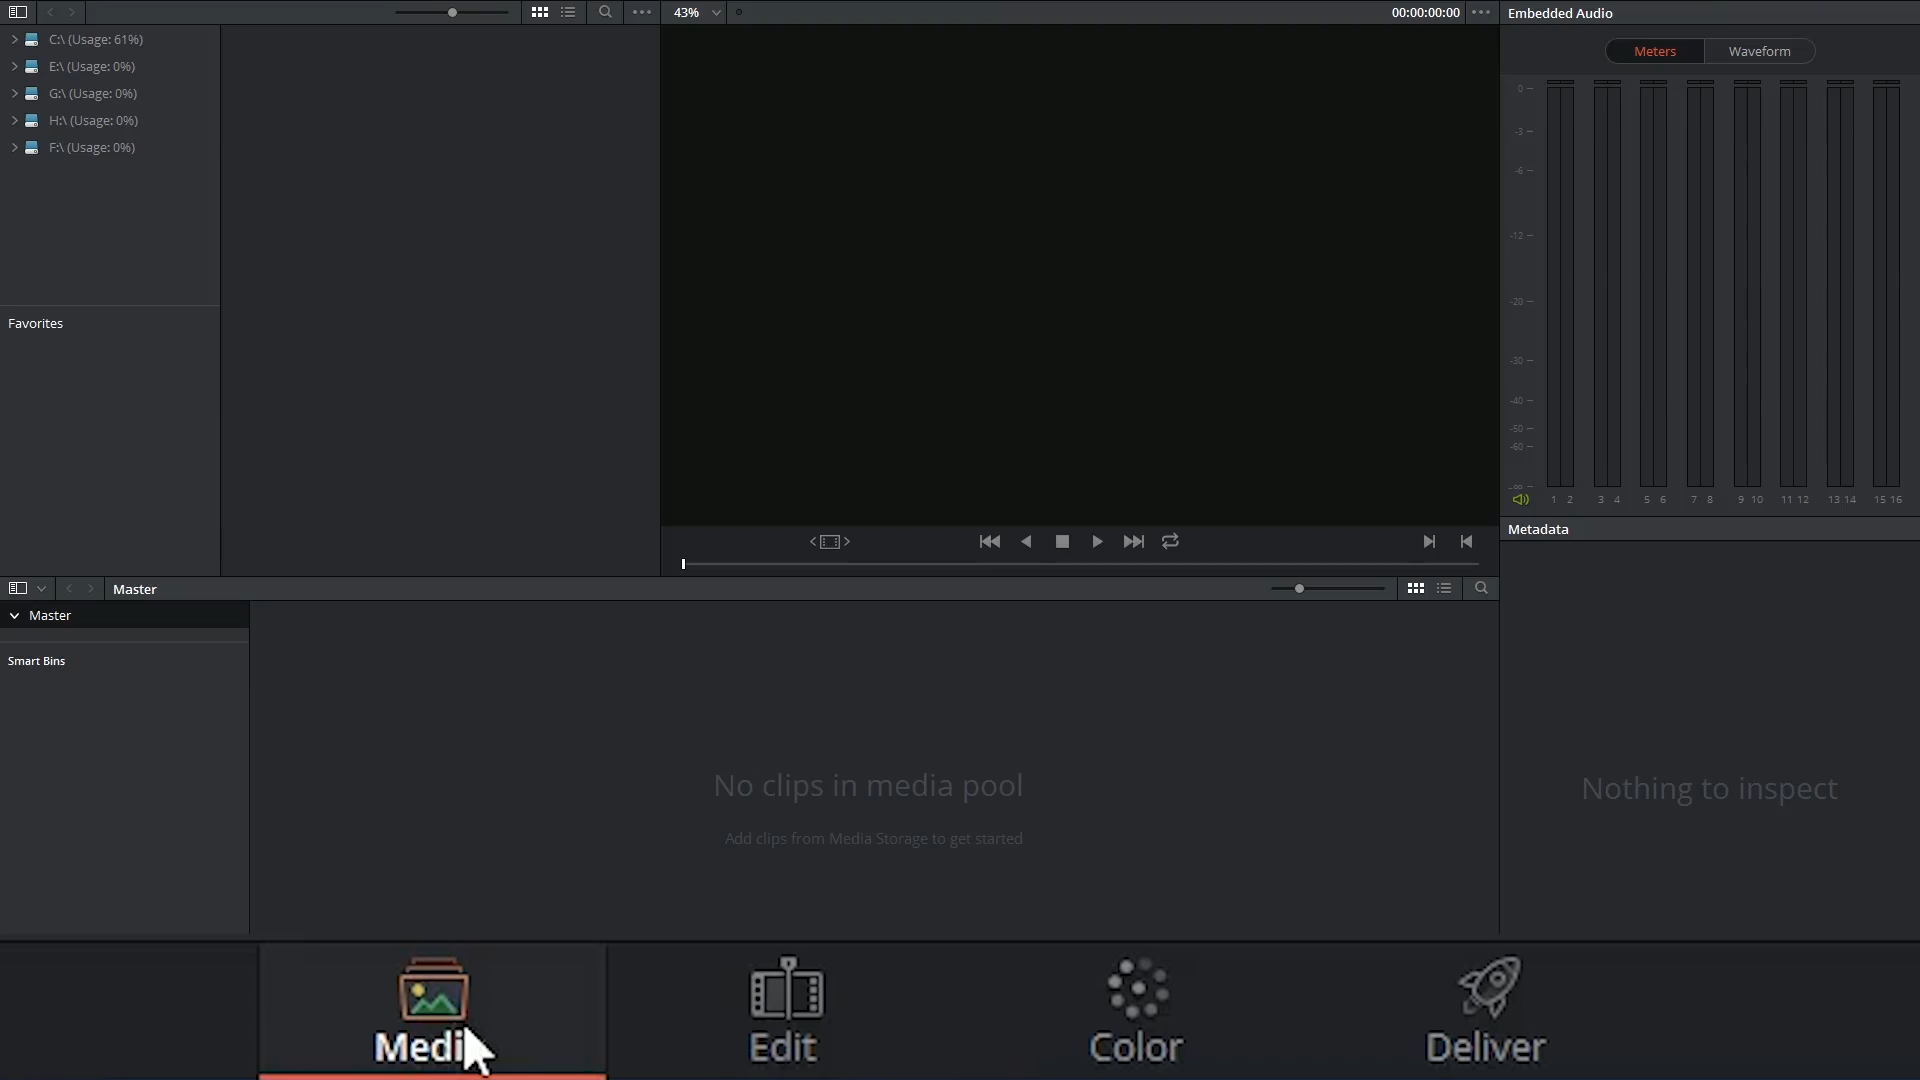 43%
00:00:00:00
Embedded Audio
C:\ (Usage: 61%)
E:\ (Usage: 0%)
G:\ (Usage: 0%)
H:\ (Usage: 0%)
F:\ (Usage: 0%)
Favorites
Meters
Waveform
0
-3
-6
-12
-20
-30
-40
-50
-60
-∞
1 2 3 4 5 6 7 8 9 10 11 12 13 14 15 16
Metadata
Nothing to inspect
Master
Master
Smart Bins
No clips in media pool
Add clips from Media Storage to get started
Medi
Edit
Color
Deliver